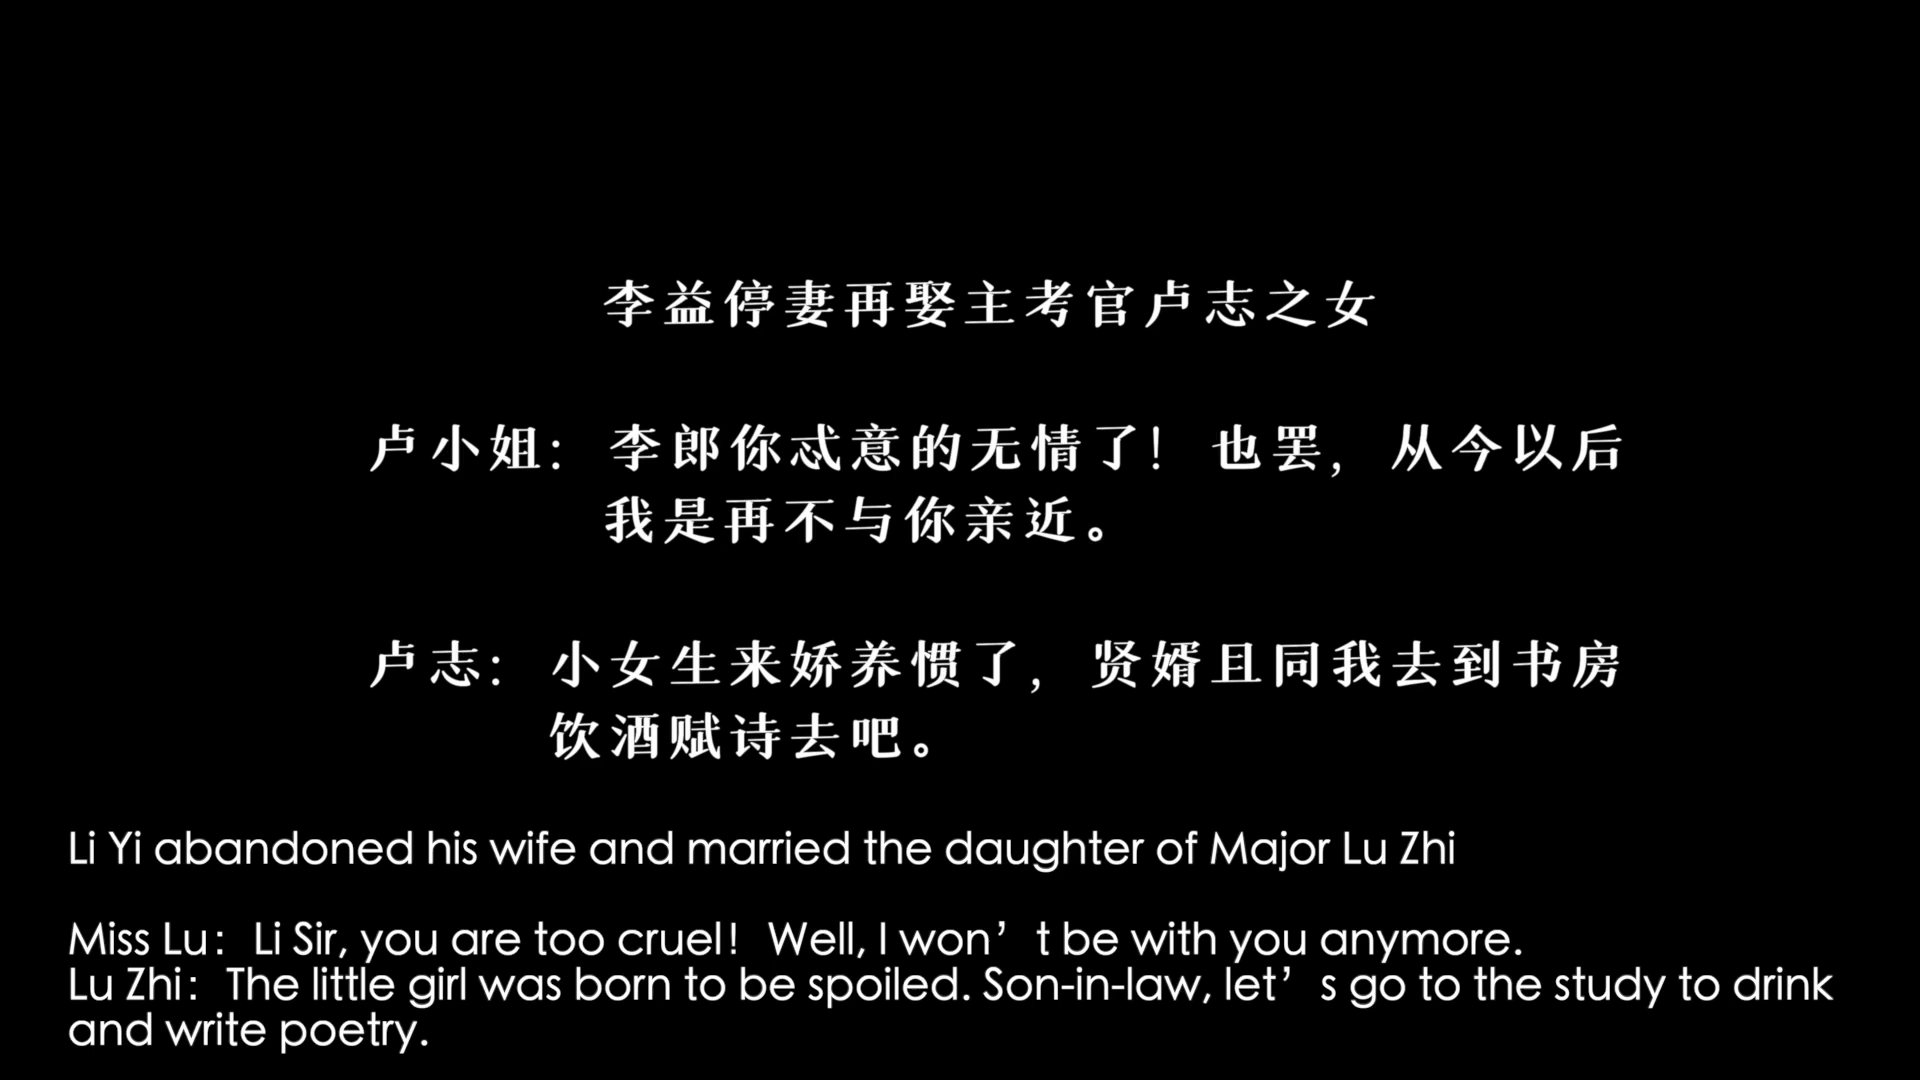 李益停妻再娶主考官卢志之女
卢小姐：李郎你忒意的无情了！也罢，从今以后
我是再不与你亲近。
卢志：小女生来娇养惯了，贤婿且同我去到书房
饮酒赋诗去吧。
Li Yi abandoned his wife and married the daughter of Major Lu Zhi
Miss Lu：Li Sir, you are too cruel！Well, I won’t be with you anymore.
Lu Zhi：The little girl was born to be spoiled. Son-in-law, let’s go to the study to drink
and write poetry.